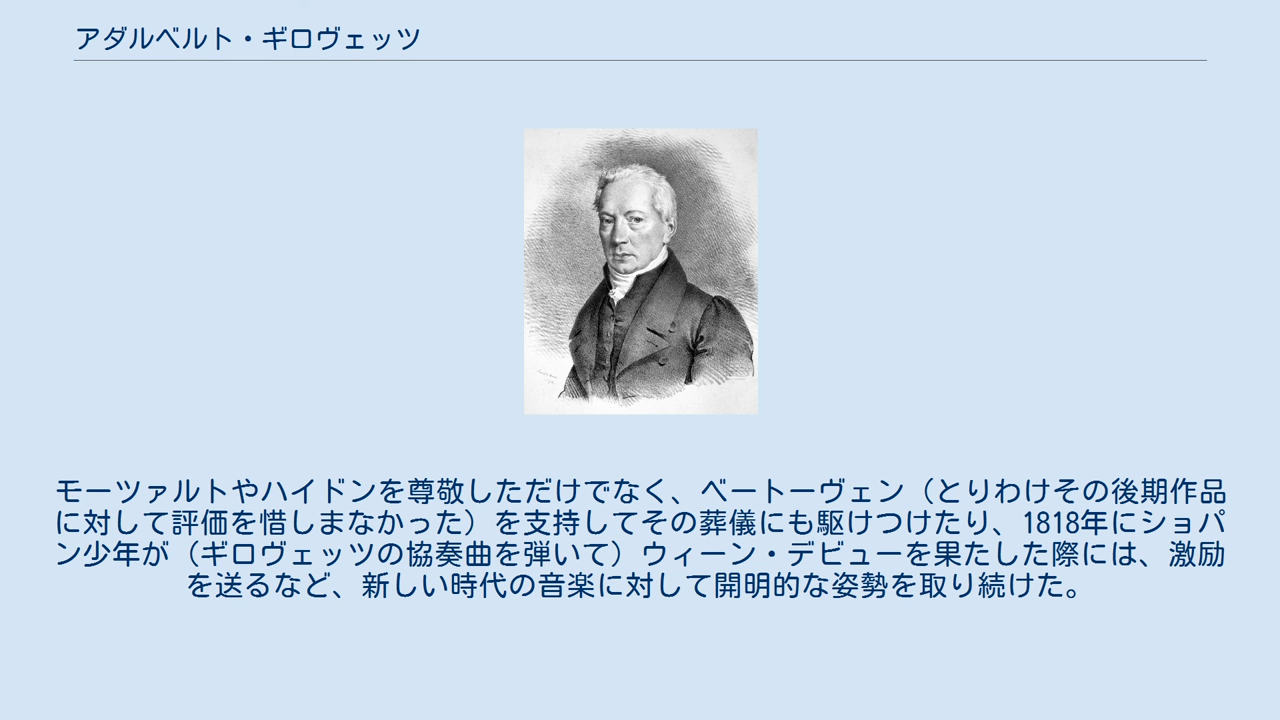 アダルベルト・ギロヴェッツ
モーツァルトやハイドンを尊敬しただけでなく、ベートーヴェン（とりわけその後期作品
に対して評価を惜しまなかった）を支持してその葬儀にも駆けつけたり、1818年にショパ
ン少年が（ギロヴェッツの協奏曲を弾いて）ウィーン・デビューを果たした際には、激励
を送るなど、新しい時代の音楽に対して開明的な姿勢を取り続けた。